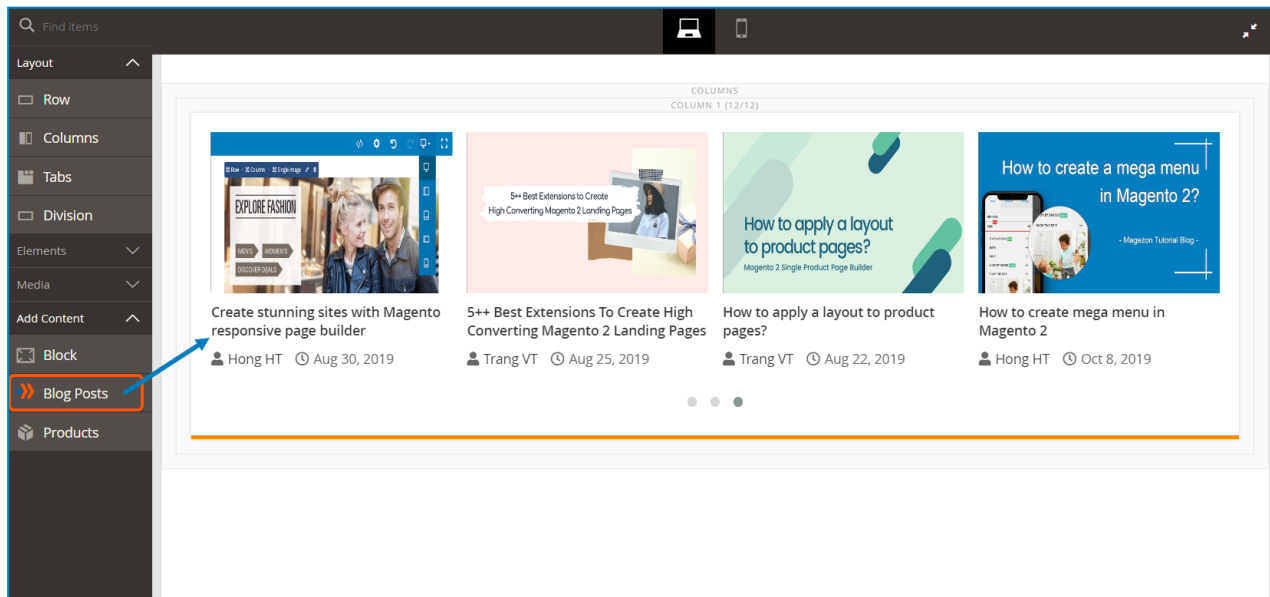 Find items
Layout
Row
Columns
Tabs
Division
Elements
Media
Add Content
Block
Blog Posts
Products
COLUMNS
COLUMN 1 (12/12)
Row Column Single Image
EXPLORE FASHION
MEN'S WOMEN'S
DISCOVER DEALS
Create stunning sites with Magento
responsive page builder
Hong HT Aug 30, 2019
5++ Best Extensions to Create
High Converting Magento 2 Landing Pages
5++ Best Extensions To Create High
Converting Magento 2 Landing Pages
Trang VT Aug 25, 2019
How to apply a layout
to product pages?
Magento 2 Single Product Page Builder
How to apply a layout to product
pages?
Trang VT Aug 22, 2019
How to create a mega menu
in Magento 2?
- Magezon Tutorial Blog -
How to create mega menu in
Magento 2
Hong HT Oct 8, 2019